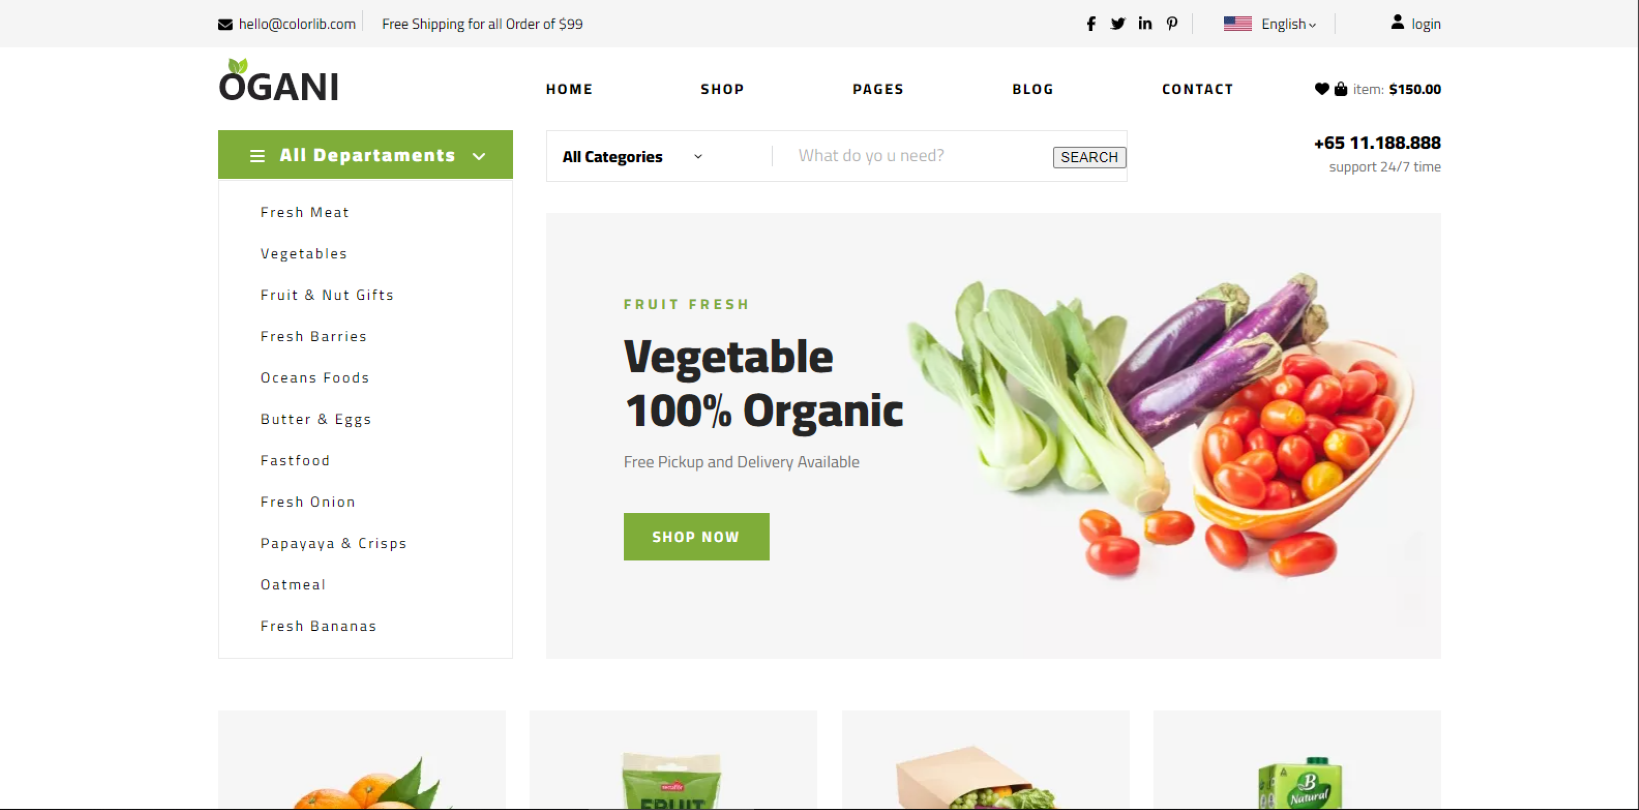 hello@colorlib.com Free Shipping for all Order of $99 English login
OGANI HOME SHOP PAGES BLOG CONTACT item: $150.00
All Departaments All Categories What do yo u need? SEARCH +65 11.188.888
support 24/7 time
Fresh Meat
Vegetables
Fruit & Nut Gifts
Fresh Barries
Oceans Foods
Butter & Eggs
Fastfood
Fresh Onion
Papayaya & Crisps
Oatmeal
Fresh Bananas
FRUIT FRESH
Vegetable
100% Organic
Free Pickup and Delivery Available
SHOP NOW
FRUIT
B
Natural